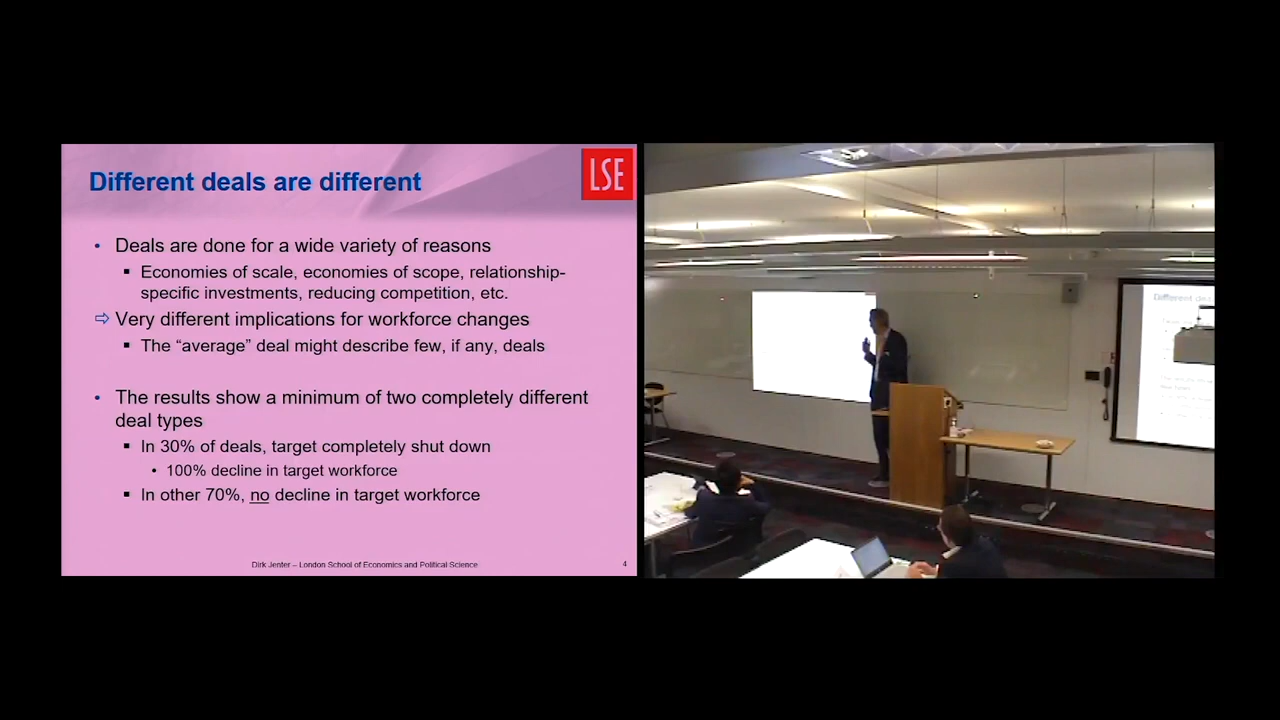 Different deals are different
LSE
• Deals are done for a wide variety of reasons
▪ Economies of scale, economies of scope, relationship-
specific investments, reducing competition, etc.
⇨ Very different implications for workforce changes
▪ The “average” deal might describe few, if any, deals
• The results show a minimum of two completely different
deal types
▪ In 30% of deals, target completely shut down
• 100% decline in target workforce
▪ In other 70%, no decline in target workforce
Dirk Jenter – London School of Economics and Political Science
4
Different